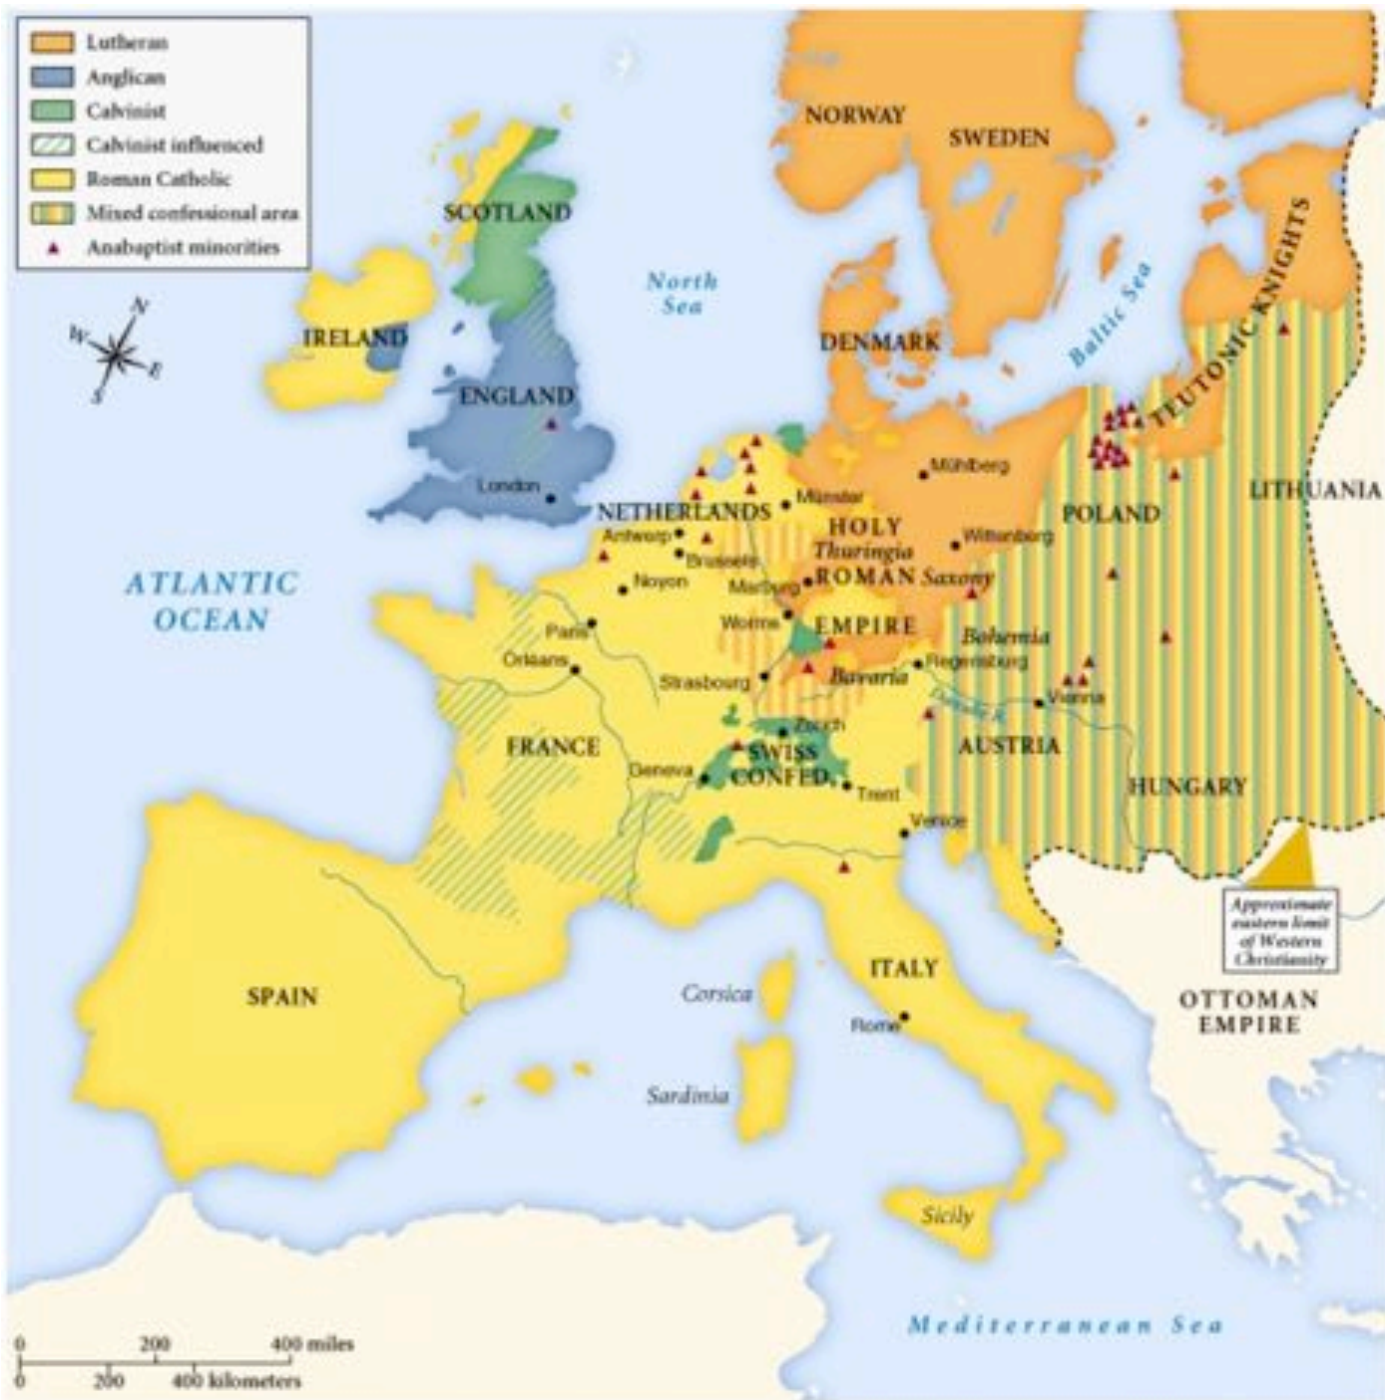 Lutheran
Anglican
Calvinist
Calvinist influenced
Roman Catholic
Mixed confessional area
Anabaptist minorities
N
W
E
S
NORWAY
SWEDEN
SCOTLAND
North
Sea
Baltic Sea
TEUTONIC KNIGHTS
IRELAND
DENMARK
ENGLAND
London
Mühlberg
LITHUANIA
NETHERLANDS
Münster
POLAND
HOLY
Antwerp
Thuringia
Wittenberg
Brussels
ATLANTIC
OCEAN
Noyon
Marburg
ROMAN
Saxony
Paris
Worms
EMPIRE
Bohemia
Orléans
Strasbourg
Bavaria
Regensburg
Danube R.
Vienna
FRANCE
Zurich
SWISS
CONFED.
AUSTRIA
Geneva
Trent
HUNGARY
Venice
Approximate
eastern limit
of Western
Christianity
SPAIN
Corsica
ITALY
OTTOMAN
EMPIRE
Rome
Sardinia
Sicily
Mediterranean Sea
0 200 400 miles
0 200 400 kilometers